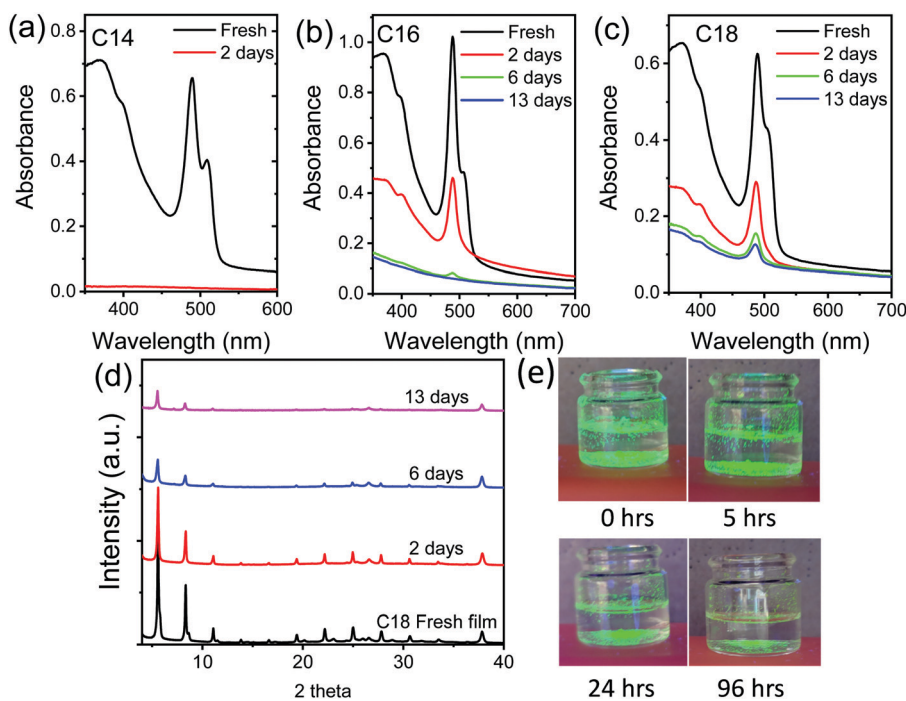 (a)
C14
Fresh
2 days
0.8
0.6
0.4
0.2
0.0
Absorbance
400
500
600
Wavelength (nm)
(b)
C16
Fresh
2 days
6 days
13 days
1.0
0.8
0.6
0.4
0.2
0.0
Absorbance
400
500
600
700
Wavelength (nm)
(c)
C18
Fresh
2 days
6 days
13 days
0.6
0.4
0.2
0.0
Absorbance
400
500
600
700
Wavelength (nm)
(d)
13 days
6 days
2 days
C18 Fresh film
Intensity (a.u.)
10
20
30
40
2 theta
(e)
0 hrs
5 hrs
24 hrs
96 hrs